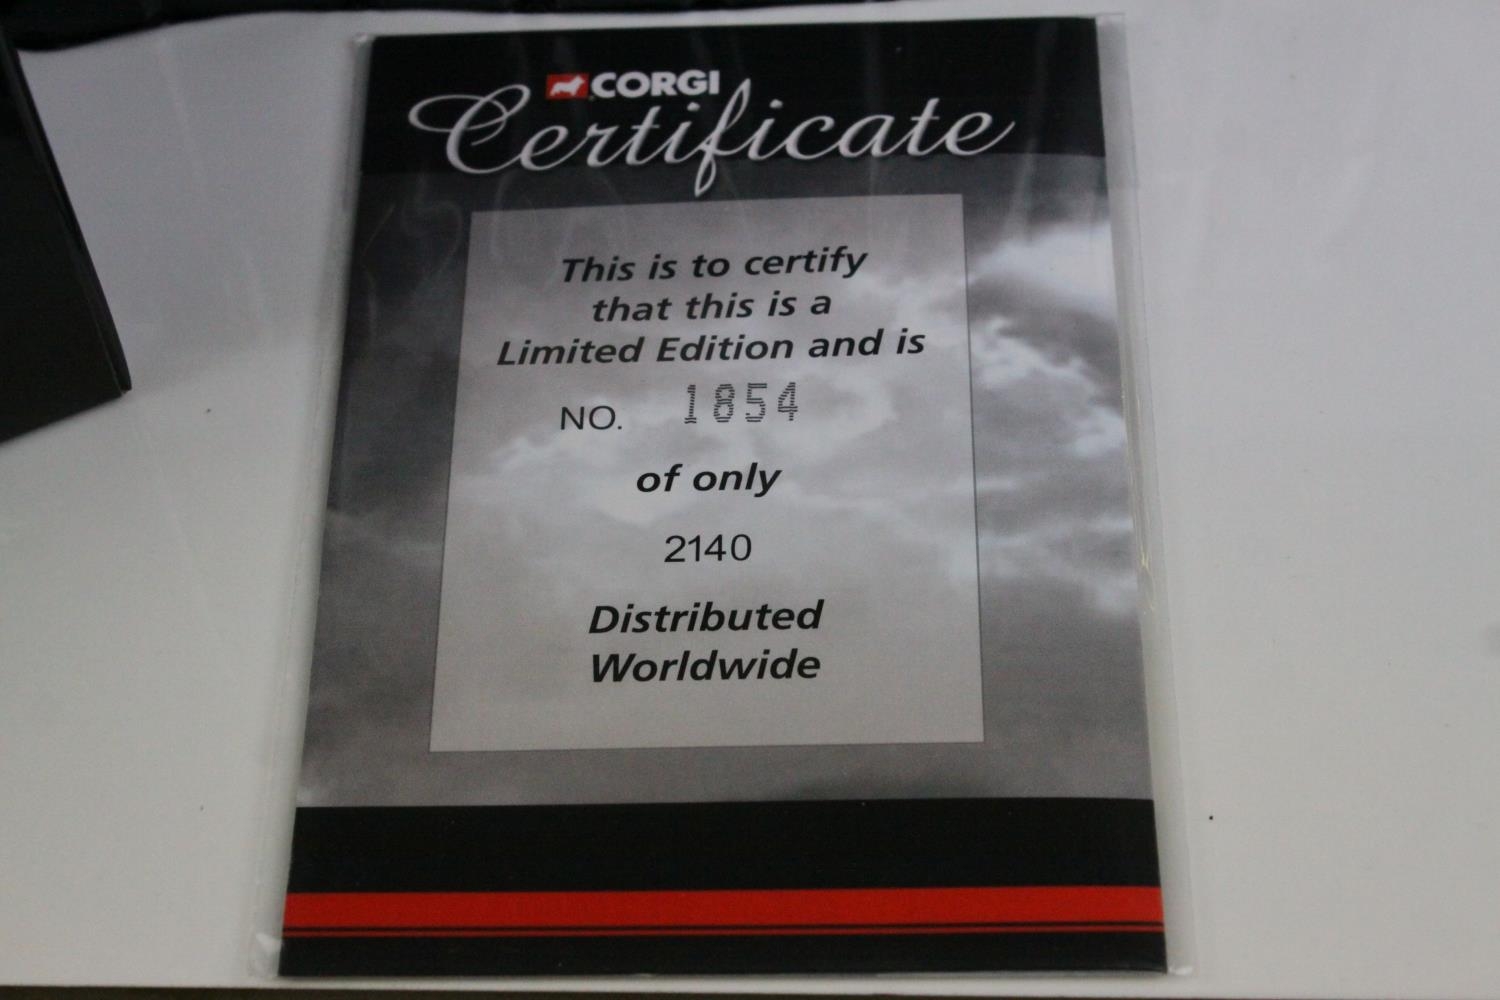 CORGI
Certificate
This is to certify
that this is a
Limited Edition and is
NO. 1854
of only
2140
Distributed
Worldwide